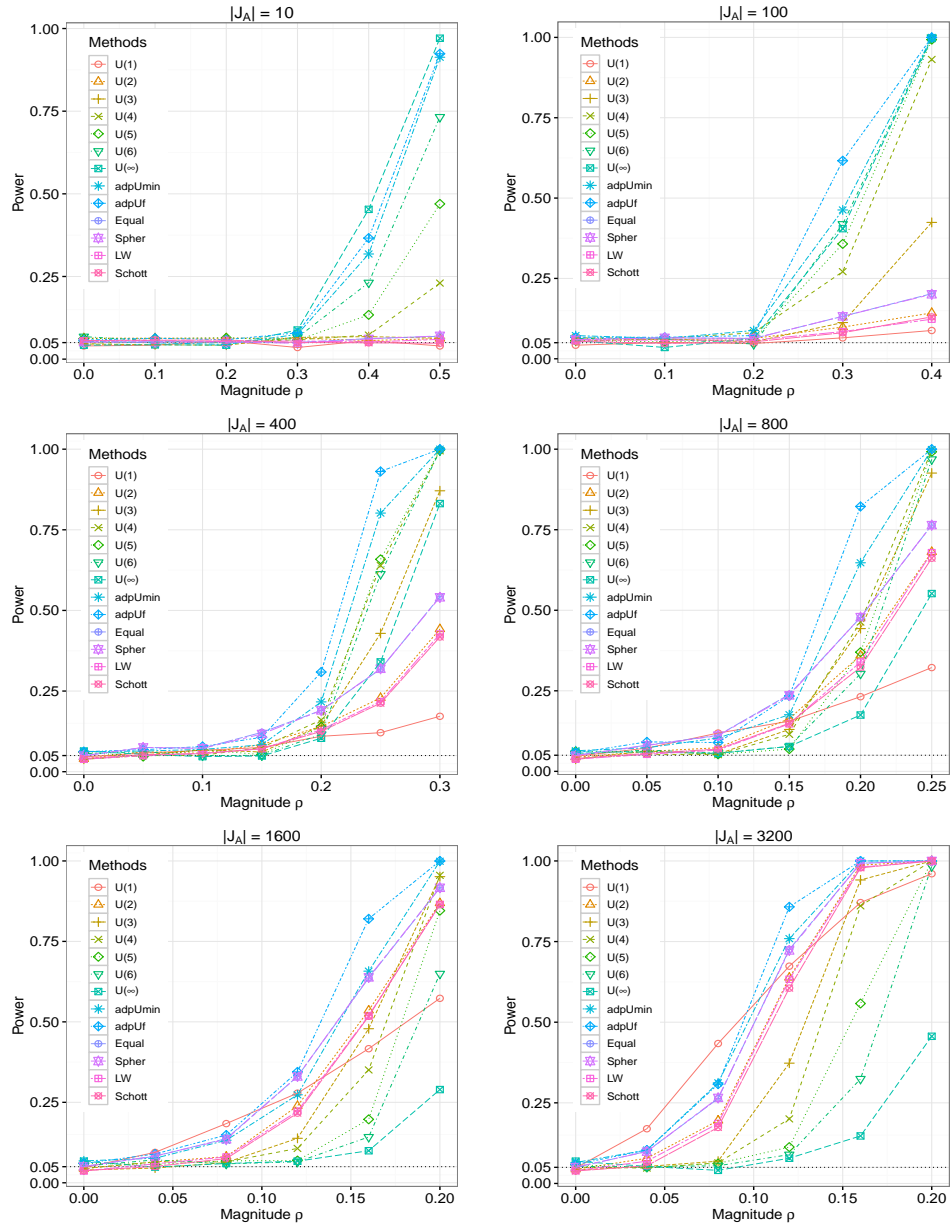 |J_A| = 10
Power
1.00
0.75
0.50
0.25
0.05
0.00
Methods
U(1)
U(2)
U(3)
U(4)
U(5)
U(6)
U(∞)
adpUmin
adpUf
Equal
Spher
LW
Schott
0.0 0.1 0.2 0.3 0.4 0.5
Magnitude ρ
|J_A| = 100
Power
1.00
0.75
0.50
0.25
0.05
0.00
Methods
U(1)
U(2)
U(3)
U(4)
U(5)
U(6)
U(∞)
adpUmin
adpUf
Equal
Spher
LW
Schott
0.0 0.1 0.2 0.3 0.4
Magnitude ρ
|J_A| = 400
Power
1.00
0.75
0.50
0.25
0.05
0.00
Methods
U(1)
U(2)
U(3)
U(4)
U(5)
U(6)
U(∞)
adpUmin
adpUf
Equal
Spher
LW
Schott
0.0 0.1 0.2 0.3
Magnitude ρ
|J_A| = 800
Power
1.00
0.75
0.50
0.25
0.05
0.00
Methods
U(1)
U(2)
U(3)
U(4)
U(5)
U(6)
U(∞)
adpUmin
adpUf
Equal
Spher
LW
Schott
0.00 0.05 0.10 0.15 0.20 0.25
Magnitude ρ
|J_A| = 1600
Power
1.00
0.75
0.50
0.25
0.05
0.00
Methods
U(1)
U(2)
U(3)
U(4)
U(5)
U(6)
U(∞)
adpUmin
adpUf
Equal
Spher
LW
Schott
0.00 0.05 0.10 0.15 0.20
Magnitude ρ
|J_A| = 3200
Power
1.00
0.75
0.50
0.25
0.05
0.00
Methods
U(1)
U(2)
U(3)
U(4)
U(5)
U(6)
U(∞)
adpUmin
adpUf
Equal
Spher
LW
Schott
0.00 0.05 0.10 0.15 0.20
Magnitude ρ